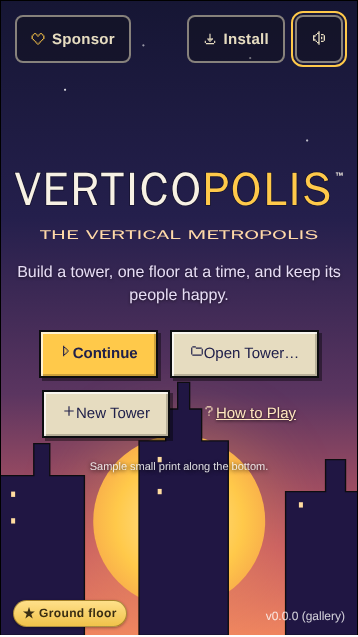 Sponsor
Install
VERTICOPOLIS™
THE VERTICAL METROPOLIS
Build a tower, one floor at a time, and keep its
people happy.
Continue
Open Tower…
+New Tower
? How to Play
Sample small print along the bottom.
★ Ground floor
v0.0.0 (gallery)